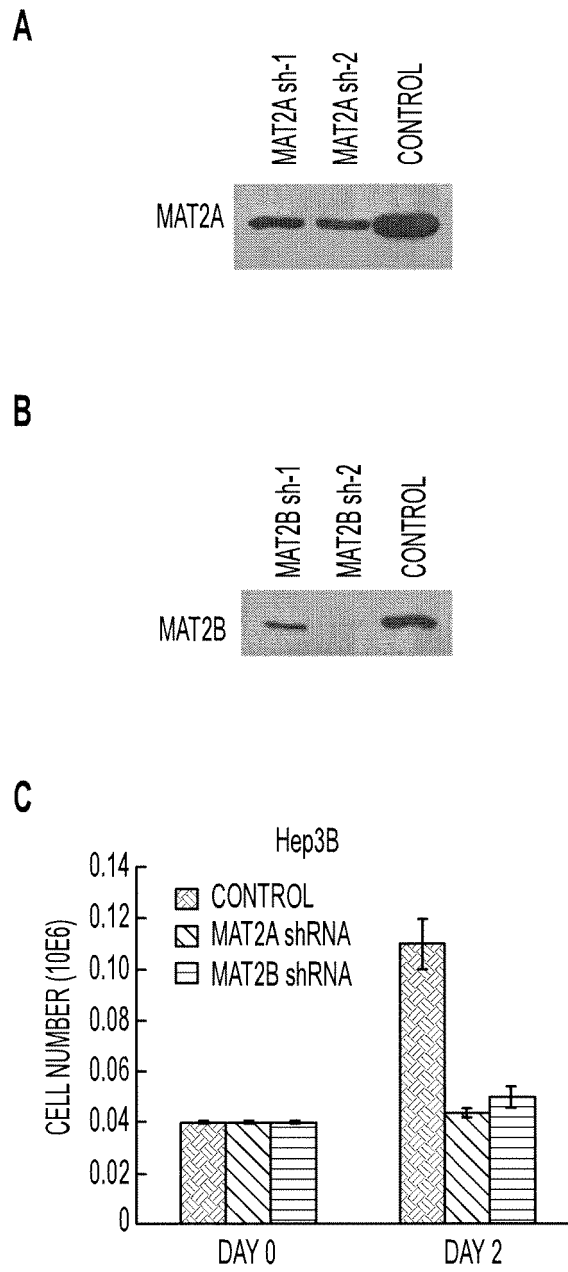 A
MAT2A sh-1
MAT2A sh-2
CONTROL
MAT2A
B
MAT2B sh-1
MAT2B sh-2
CONTROL
MAT2B
C
Hep3B
CELL NUMBER (10E6)
0.14
0.12
0.10
0.08
0.06
0.04
0.02
0
CONTROL
MAT2A shRNA
MAT2B shRNA
DAY 0
DAY 2